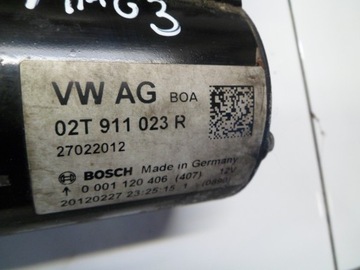 VW AG BOA
02T 911 023 R
27022012
BOSCH Made in Germany
0 001 120 406 (407) 12V
20120227 23:25:15 1